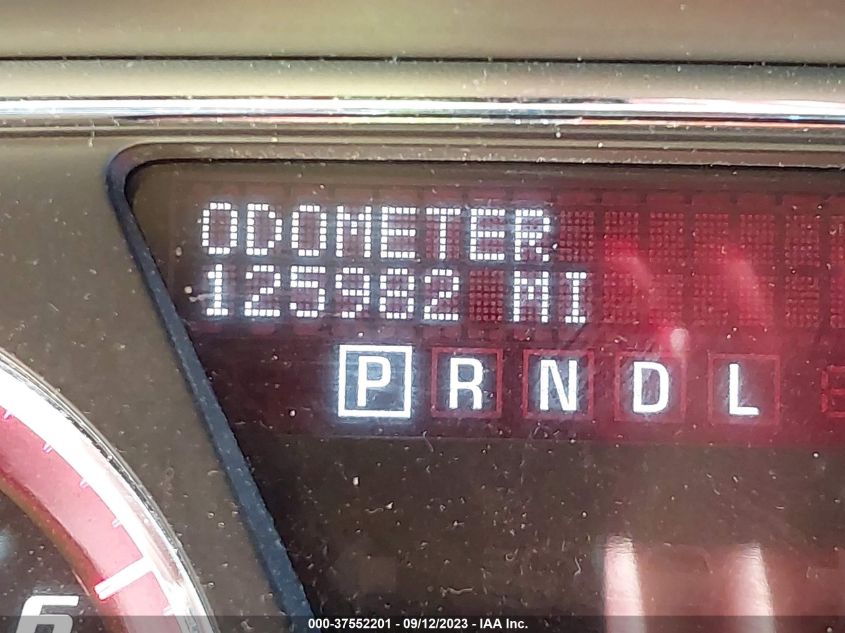 ODOMETER
125982 MI
P R N D L
6
000-37552201 - 09/12/2023 - IAA Inc.